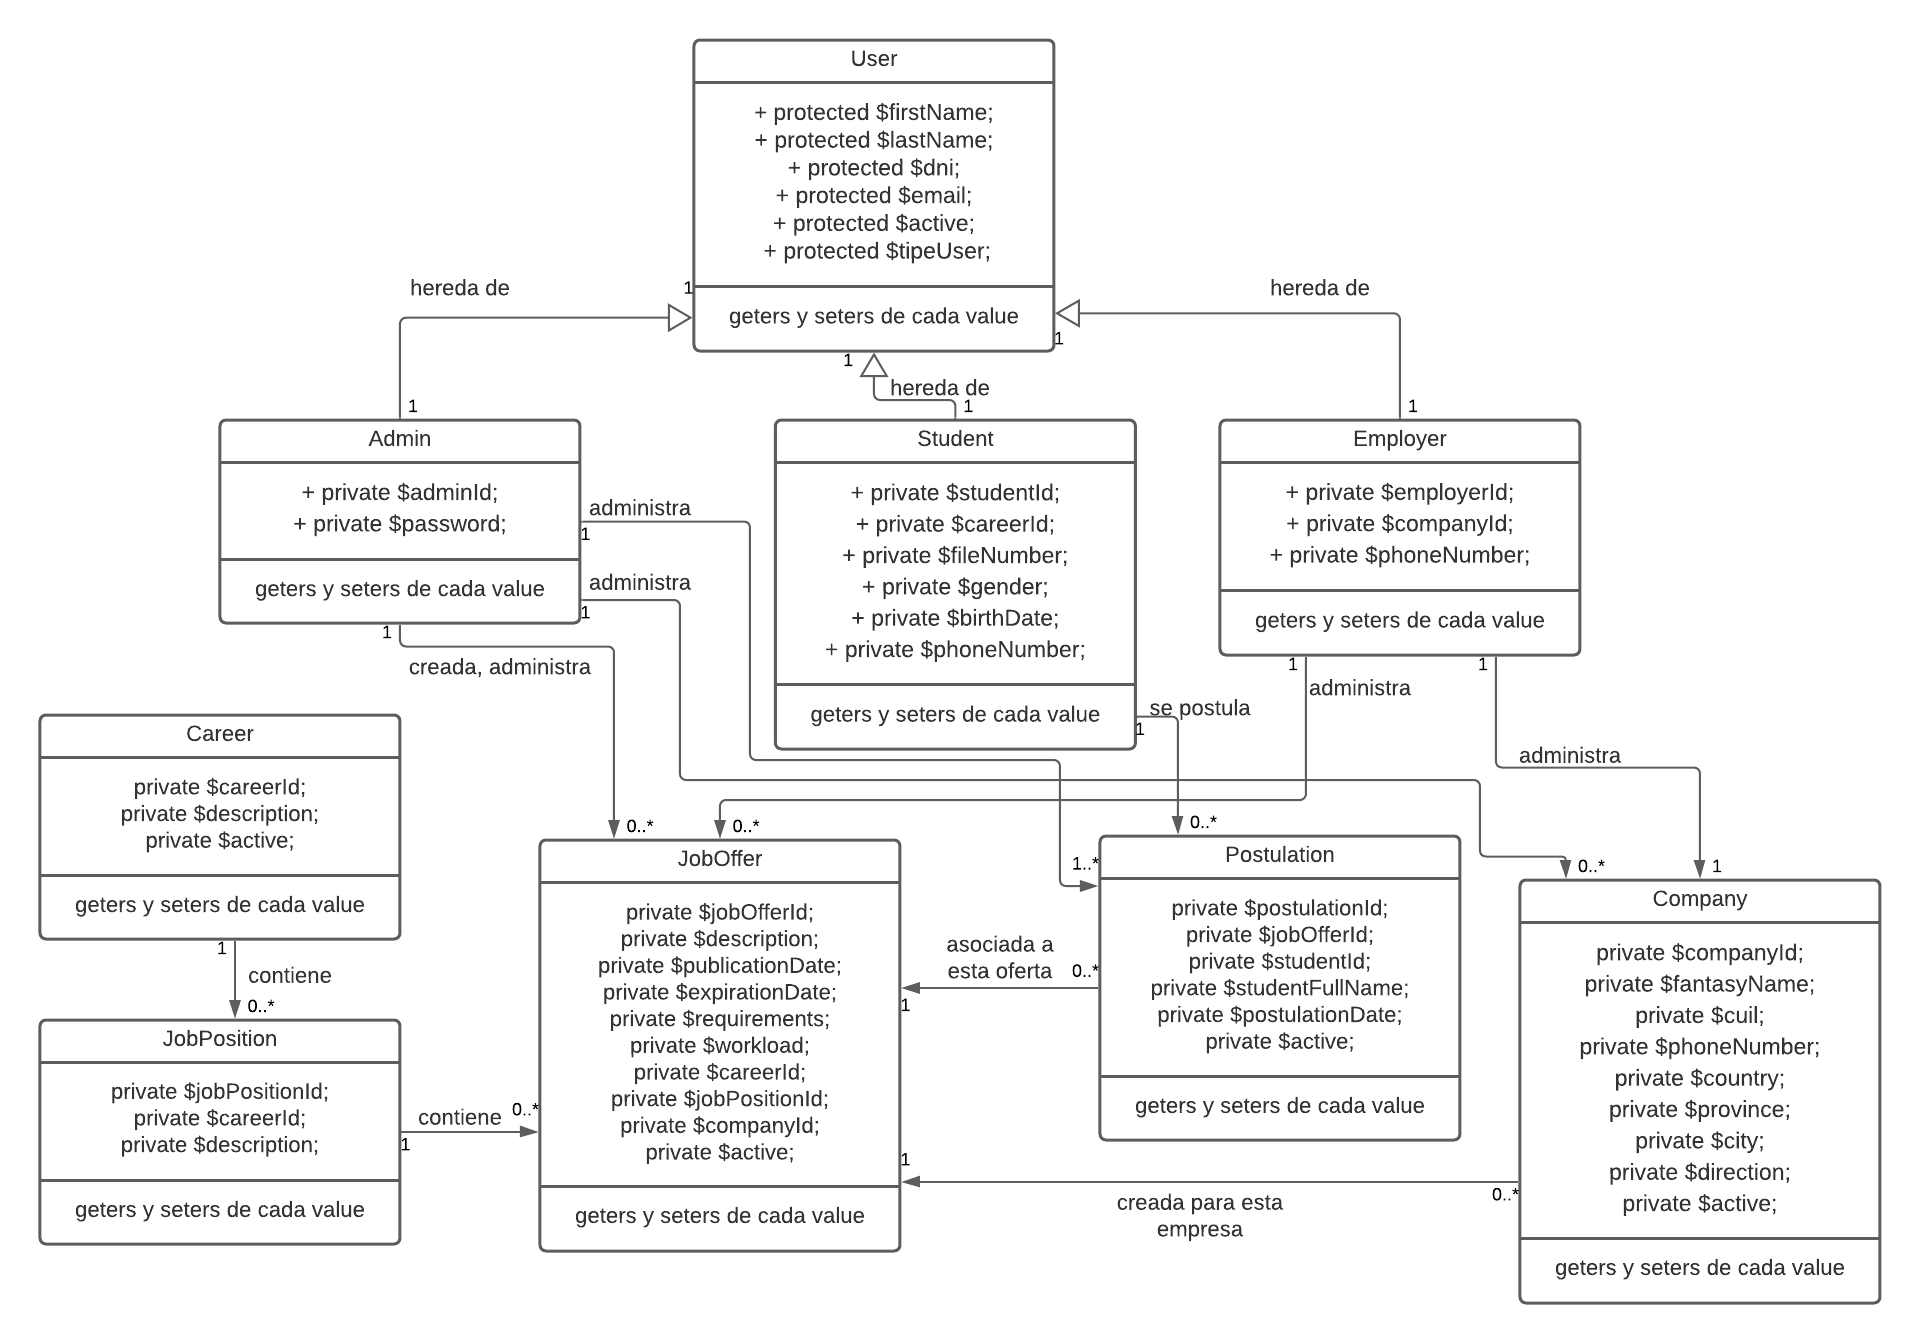 User
+ protected $firstName;
+ protected $lastName;
+ protected $dni;
+ protected $email;
+ protected $active;
+ protected $tipeUser;
geters y seters de cada value
hereda de
1
1
hereda de
1
1
hereda de
1
1
Admin
+ private $adminId;
+ private $password;
geters y seters de cada value
administra
1
administra
1
1
creada, administra
Student
+ private $studentId;
+ private $careerId;
+ private $fileNumber;
+ private $gender;
+ private $birthDate;
+ private $phoneNumber;
geters y seters de cada value
se postula
1
Employer
+ private $employerId;
+ private $companyId;
+ private $phoneNumber;
geters y seters de cada value
1
administra
1
administra
Career
private $careerId;
private $description;
private $active;
geters y seters de cada value
1
contiene
0..*
JobPosition
private $jobPositionId;
private $careerId;
private $description;
geters y seters de cada value
contiene
1
0..*
0..*
0..*
JobOffer
private $jobOfferId;
private $description;
private $publicationDate;
private $expirationDate;
private $requirements;
private $workload;
private $careerId;
private $jobPositionId;
private $companyId;
private $active;
geters y seters de cada value
asociada a
esta oferta
0..*
1
1..*
0..*
Postulation
private $postulationId;
private $jobOfferId;
private $studentId;
private $studentFullName;
private $postulationDate;
private $active;
geters y seters de cada value
1
creada para esta
empresa
0..*
0..*
1
Company
private $companyId;
private $fantasyName;
private $cuil;
private $phoneNumber;
private $country;
private $province;
private $city;
private $direction;
private $active;
geters y seters de cada value